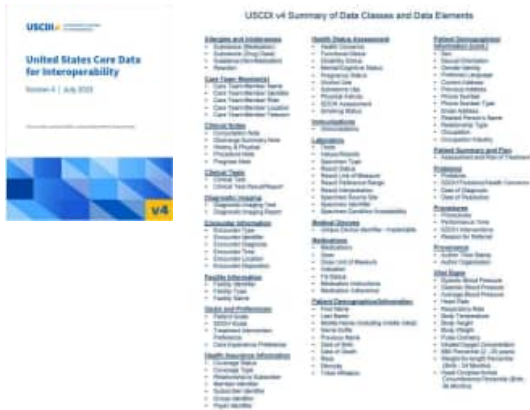 USCDI
United States Core Data
for Interoperability
Version 4 | July 2023
v4
USCDI v4 Summary of Data Classes and Data Elements
Allergies and Intolerances
Substance (Medication)
Substance (Drug Class)
Substance (Non-Medication)
Reaction
Care Team Member(s)
Care Team Member Name
Care Team Member Identifier
Care Team Member Role
Care Team Member Location
Care Team Member Telecom
Clinical Notes
Consultation Note
Discharge Summary Note
History & Physical
Procedure Note
Progress Note
Clinical Tests
Clinical Test
Clinical Test Result/Report
Diagnostic Imaging
Diagnostic Imaging Test
Diagnostic Imaging Report
Encounter Information
Encounter Type
Encounter Identifier
Encounter Diagnosis
Encounter Time
Encounter Location
Encounter Disposition
Facility Information
Facility Identifier
Facility Type
Facility Name
Goals and Preferences
Patient Goals
SDOH Goals
Treatment Intervention
Preference
Care Experience Preference
Health Insurance Information
Coverage Status
Coverage Type
Relationship to Subscriber
Member Identifier
Subscriber Identifier
Group Identifier
Payer Identifier
Health Status Assessments
Health Concerns
Functional Status
Disability Status
Mental/Cognitive Status
Pregnancy Status
Alcohol Use
Substance Use
Physical Activity
SDOH Assessment
Smoking Status
Immunizations
Immunizations
Laboratory
Tests
Values/Results
Specimen Type
Result Status
Result Unit of Measure
Result Reference Range
Result Interpretation
Specimen Source Site
Specimen Identifier
Specimen Condition Acceptability
Medical Devices
Unique Device Identifier - Implantable
Medications
Medications
Dose
Dose Unit of Measure
Indication
Fill Status
Medication Instructions
Medication Adherence
Patient Demographics/Information
First Name
Last Name
Middle Name (Including middle initial)
Name Suffix
Previous Name
Date of Birth
Date of Death
Race
Ethnicity
Tribal Affiliation
Patient Demographics/
Information (cont.)
Sex
Sexual Orientation
Gender Identity
Preferred Language
Current Address
Previous Address
Phone Number
Phone Number Type
Email Address
Related Person's Name
Relationship Type
Occupation
Occupation Industry
Patient Summary and Plan
Assessment and Plan of Treatment
Problems
Problems
SDOH Problems/Health Concerns
Date of Diagnosis
Date of Resolution
Procedures
Procedures
Performance Time
SDOH Interventions
Reason for Referral
Provenance
Author Time Stamp
Author Organization
Vital Signs
Systolic Blood Pressure
Diastolic Blood Pressure
Average Blood Pressure
Heart Rate
Respiratory Rate
Body Temperature
Body Height
Body Weight
Pulse Oximetry
Inhaled Oxygen Concentration
BMI Percentile (2 - 20 years)
Weight-for-length Percentile
(Birth - 24 Months)
Head Occipital-frontal
Circumference Percentile (Birth -
36 Months)